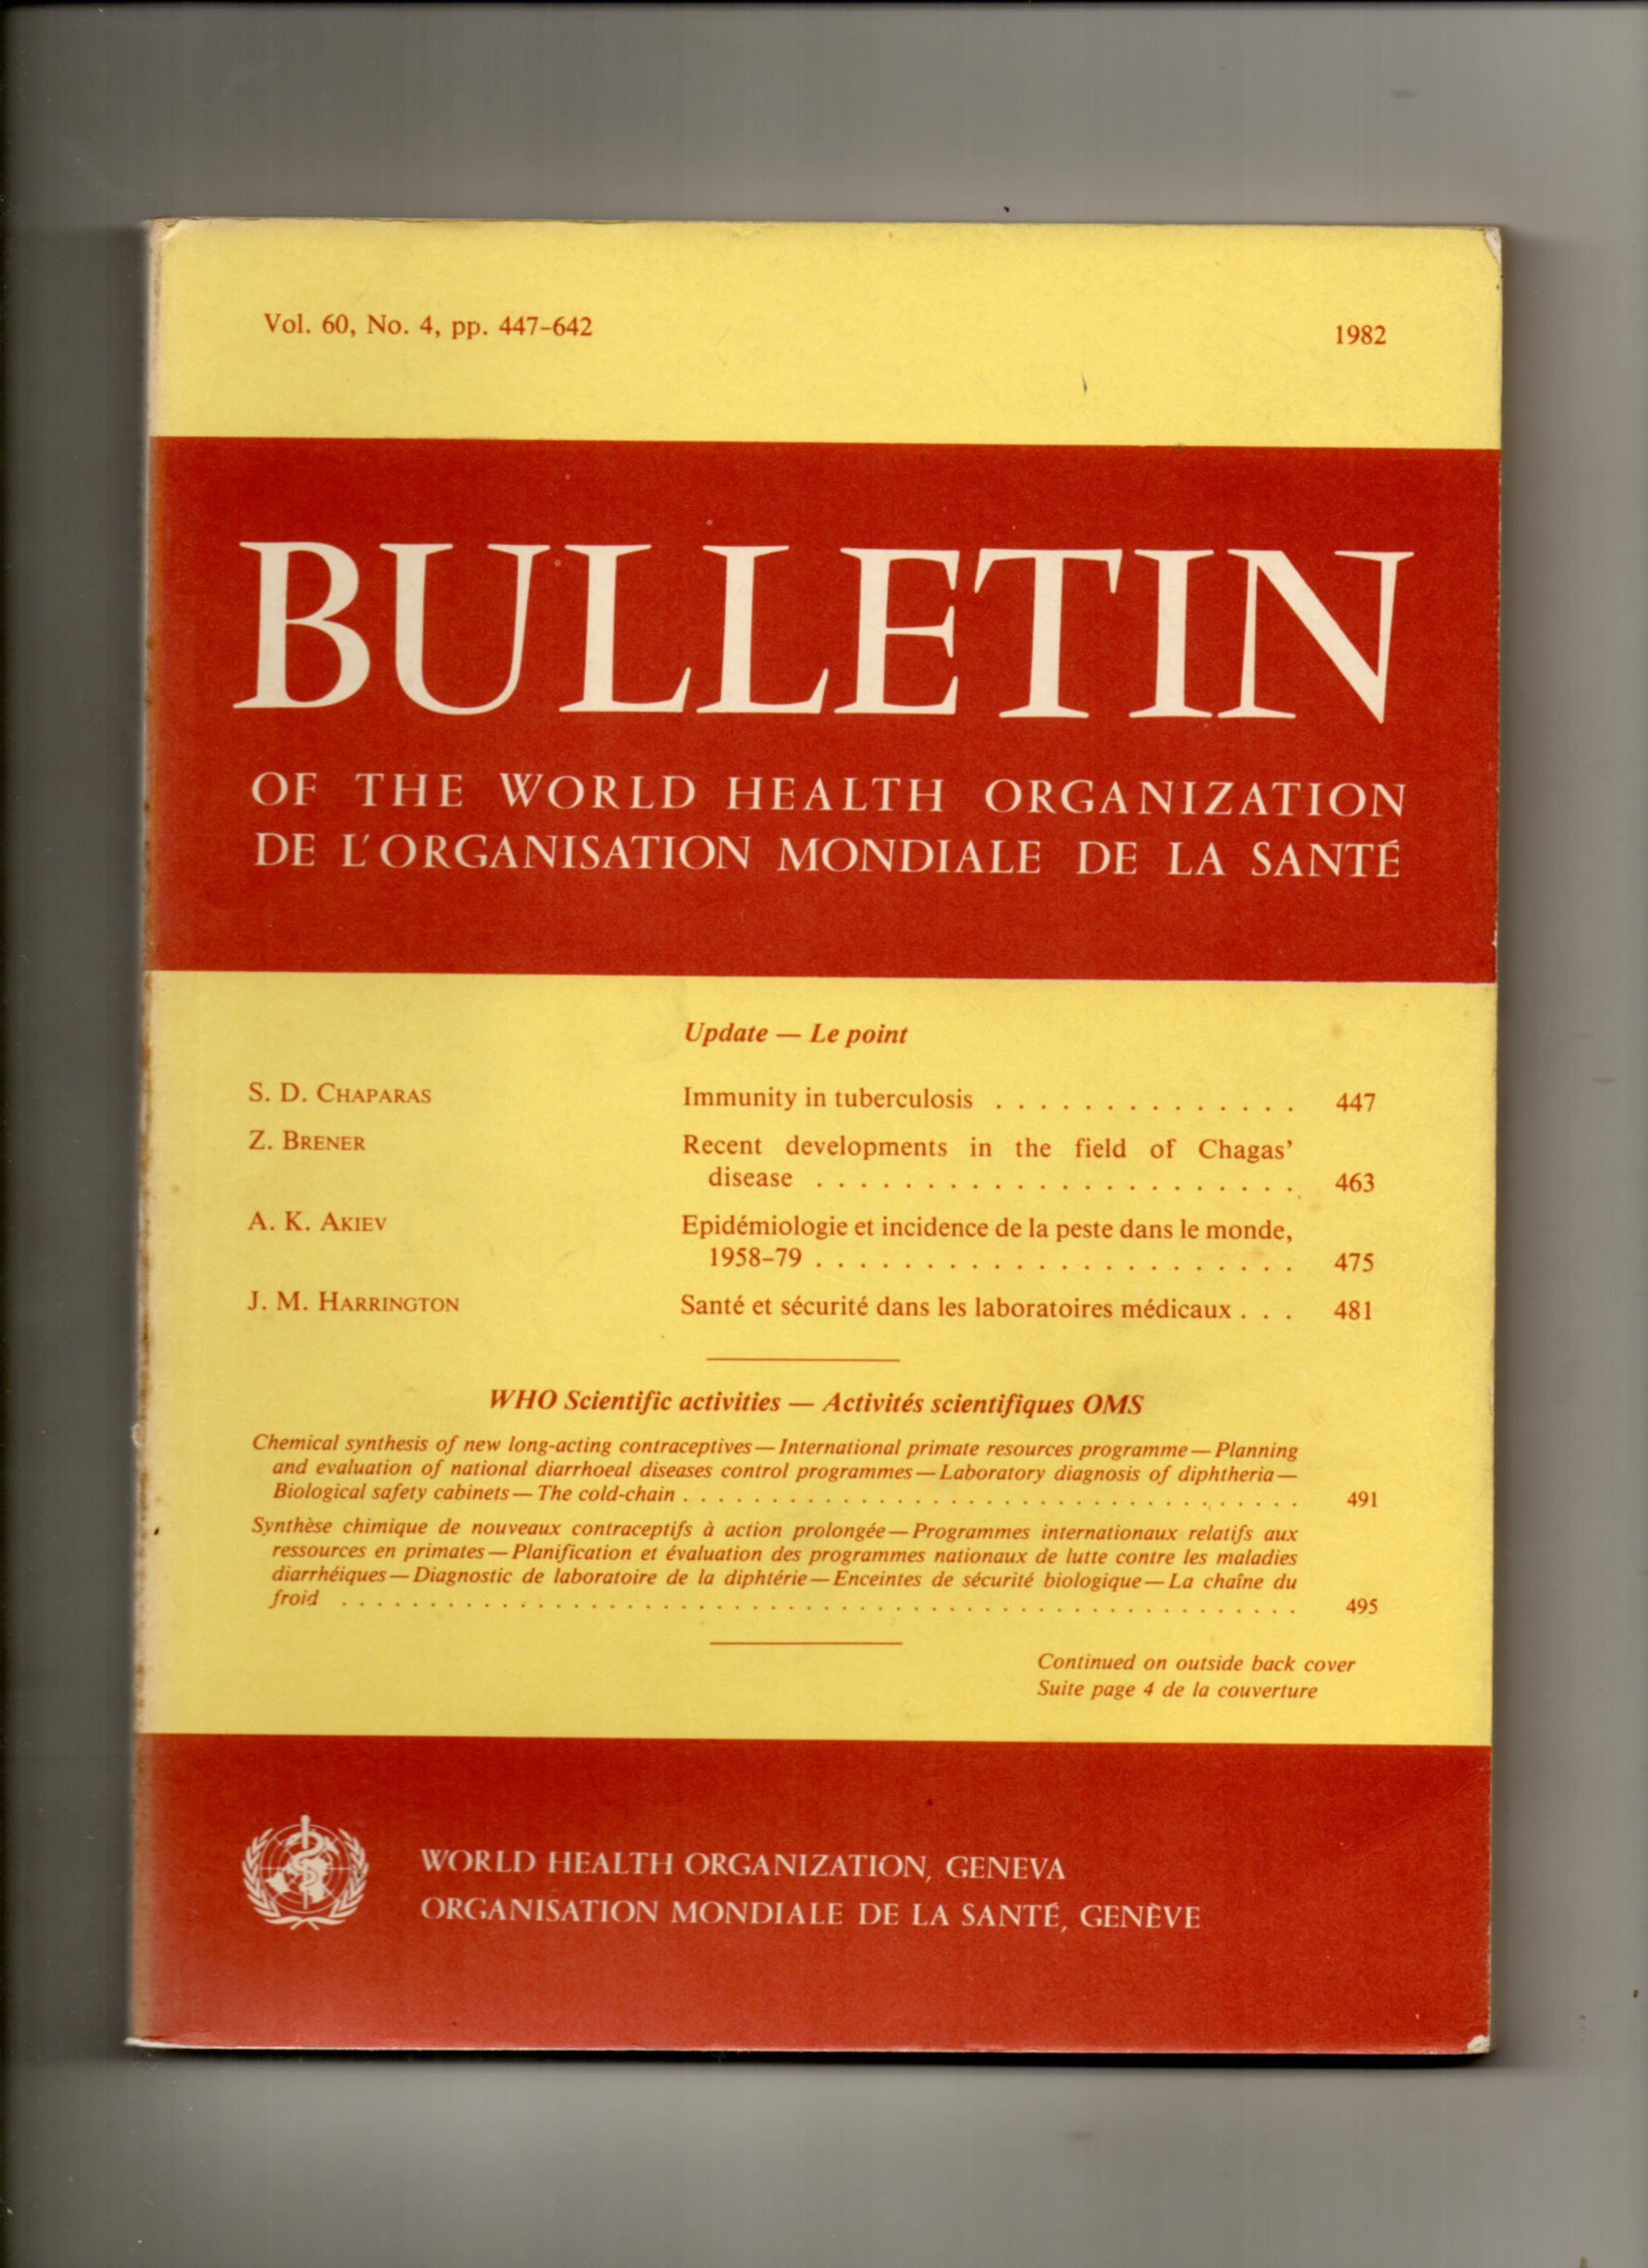 Vol. 60, No. 4, pp. 447–642 1982
BULLETIN
OF THE WORLD HEALTH ORGANIZATION
DE L'ORGANISATION MONDIALE DE LA SANTÉ
Update — Le point
S. D. CHAPARAS Immunity in tuberculosis . . . . . . . . . . . . . . 447
Z. BRENER Recent developments in the field of Chagas'
disease . . . . . . . . . . . . . . . . . . . . . . 463
A. K. AKIEV Epidémiologie et incidence de la peste dans le monde,
1958–79 . . . . . . . . . . . . . . . . . . . . . . 475
J. M. HARRINGTON Santé et sécurité dans les laboratoires médicaux . . . 481
WHO Scientific activities — Activités scientifiques OMS
Chemical synthesis of new long-acting contraceptives — International primate resources programme — Planning
and evaluation of national diarrhoeal diseases control programmes — Laboratory diagnosis of diphtheria —
Biological safety cabinets — The cold-chain . . . . . . . . . . . . . . . . . . . . . . . . . . . . . . . . . . . 491
Synthèse chimique de nouveaux contraceptifs à action prolongée — Programmes internationaux relatifs aux
ressources en primates — Planification et évaluation des programmes nationaux de lutte contre les maladies
diarrhéiques — Diagnostic de laboratoire de la diphtérie — Enceintes de sécurité biologique — La chaîne du
froid . . . . . . . . . . . . . . . . . . . . . . . . . . . . . . . . . . . . . . . . . . . . . . . . . . . . . . 495
Continued on outside back cover
Suite page 4 de la couverture
WORLD HEALTH ORGANIZATION, GENEVA
ORGANISATION MONDIALE DE LA SANTÉ, GENÈVE